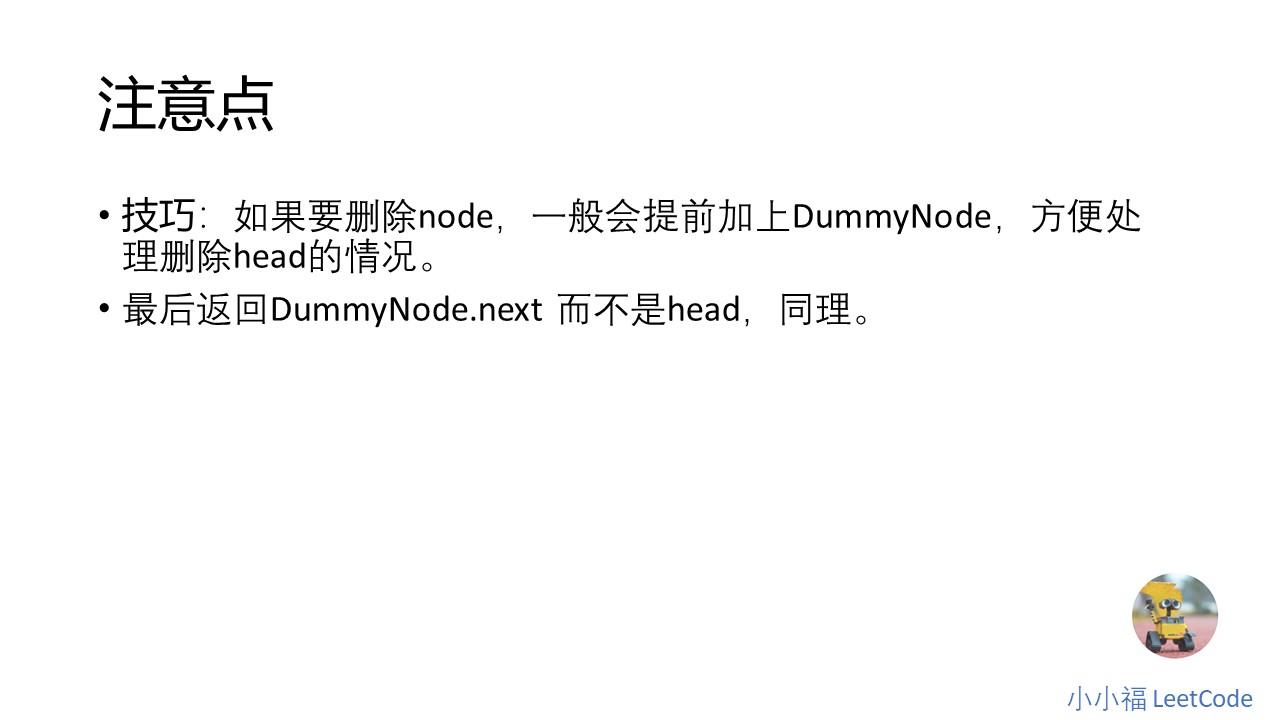 注意点
• 技巧：如果要删除node，一般会提前加上DummyNode，方便处
理删除head的情况。
• 最后返回DummyNode.next 而不是head，同理。
小小福 LeetCode